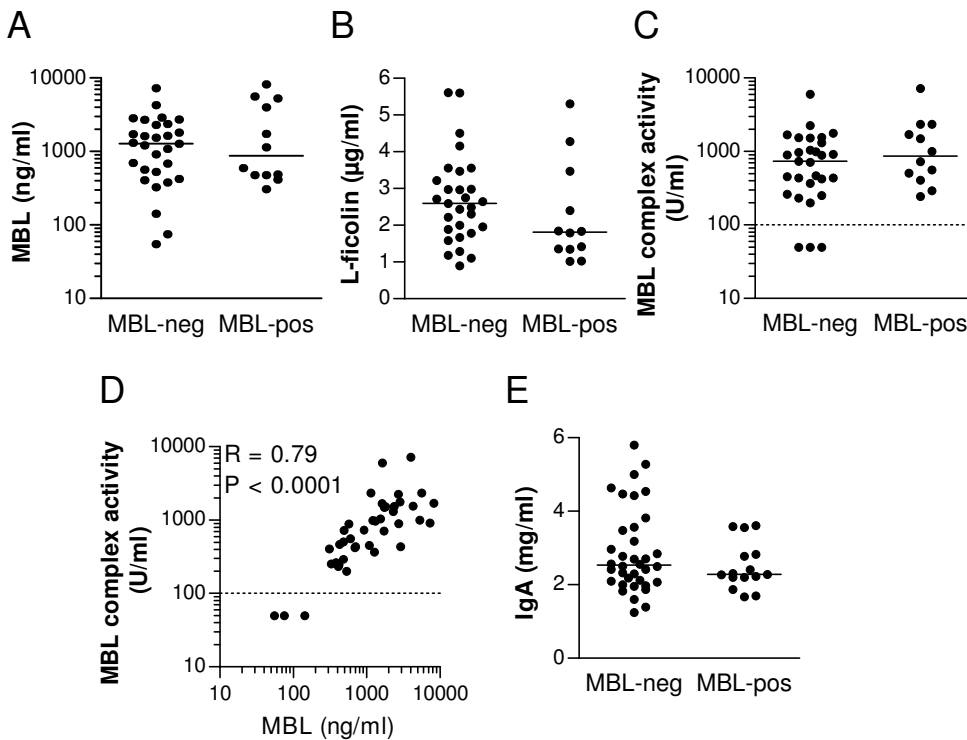 A
MBL (ng/ml)
10000
1000
100
10
MBL-neg MBL-pos
B
L-ficolin (µg/ml)
6
5
4
3
2
1
0
MBL-neg MBL-pos
C
MBL complex activity
(U/ml)
10000
1000
100
10
MBL-neg MBL-pos
D
MBL complex activity
(U/ml)
10000
1000
100
10
R = 0.79
P < 0.0001
10 100 1000 10000
MBL (ng/ml)
E
IgA (mg/ml)
6
4
2
0
MBL-neg MBL-pos